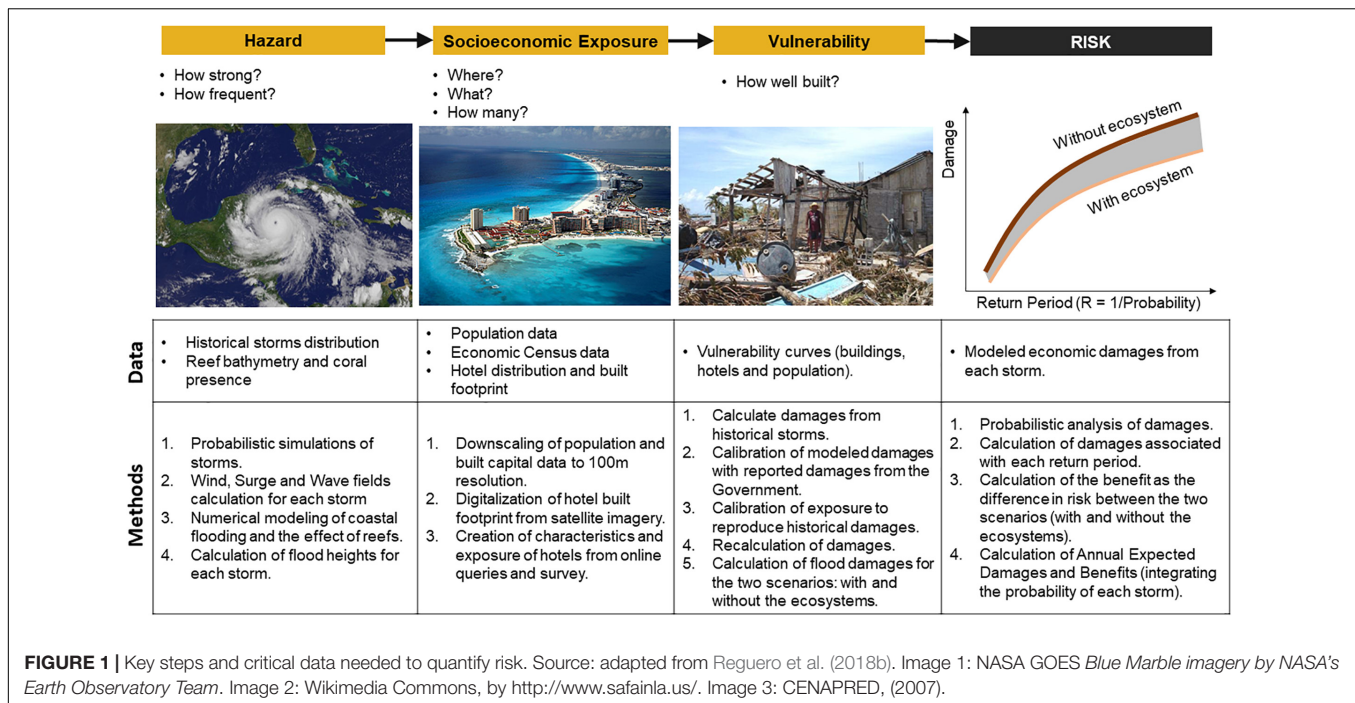 Hazard
Socioeconomic Exposure
Vulnerability
RISK
• How strong?
• How frequent?
• Where?
• What?
• How many?
• How well built?
Damage
Without ecosystem
With ecosystem
Return Period (R = 1/Probability)
Data
• Historical storms distribution
• Reef bathymetry and coral
presence
• Population data
• Economic Census data
• Hotel distribution and built
footprint
• Vulnerability curves (buildings,
hotels and population).
• Modeled economic damages from
each storm.
Methods
1. Probabilistic simulations of
storms.
2. Wind, Surge and Wave fields
calculation for each storm
3. Numerical modeling of coastal
flooding and the effect of reefs.
4. Calculation of flood heights for
each storm.
1. Downscaling of population and
built capital data to 100m
resolution.
2. Digitalization of hotel built
footprint from satellite imagery.
3. Creation of characteristics and
exposure of hotels from online
queries and survey.
1. Calculate damages from
historical storms.
2. Calibration of modeled damages
with reported damages from the
Government.
3. Calibration of exposure to
reproduce historical damages.
4. Recalculation of damages.
5. Calculation of flood damages for
the two scenarios: with and
without the ecosystems.
1. Probabilistic analysis of damages.
2. Calculation of damages associated
with each return period.
3. Calculation of the benefit as the
difference in risk between the two
scenarios (with and without the
ecosystems).
4. Calculation of Annual Expected
Damages and Benefits (integrating
the probability of each storm).
FIGURE 1 | Key steps and critical data needed to quantify risk. Source: adapted from Reguero et al. (2018b). Image 1: NASA GOES Blue Marble imagery by NASA's
Earth Observatory Team. Image 2: Wikimedia Commons, by http://www.safainla.us/. Image 3: CENAPRED, (2007).